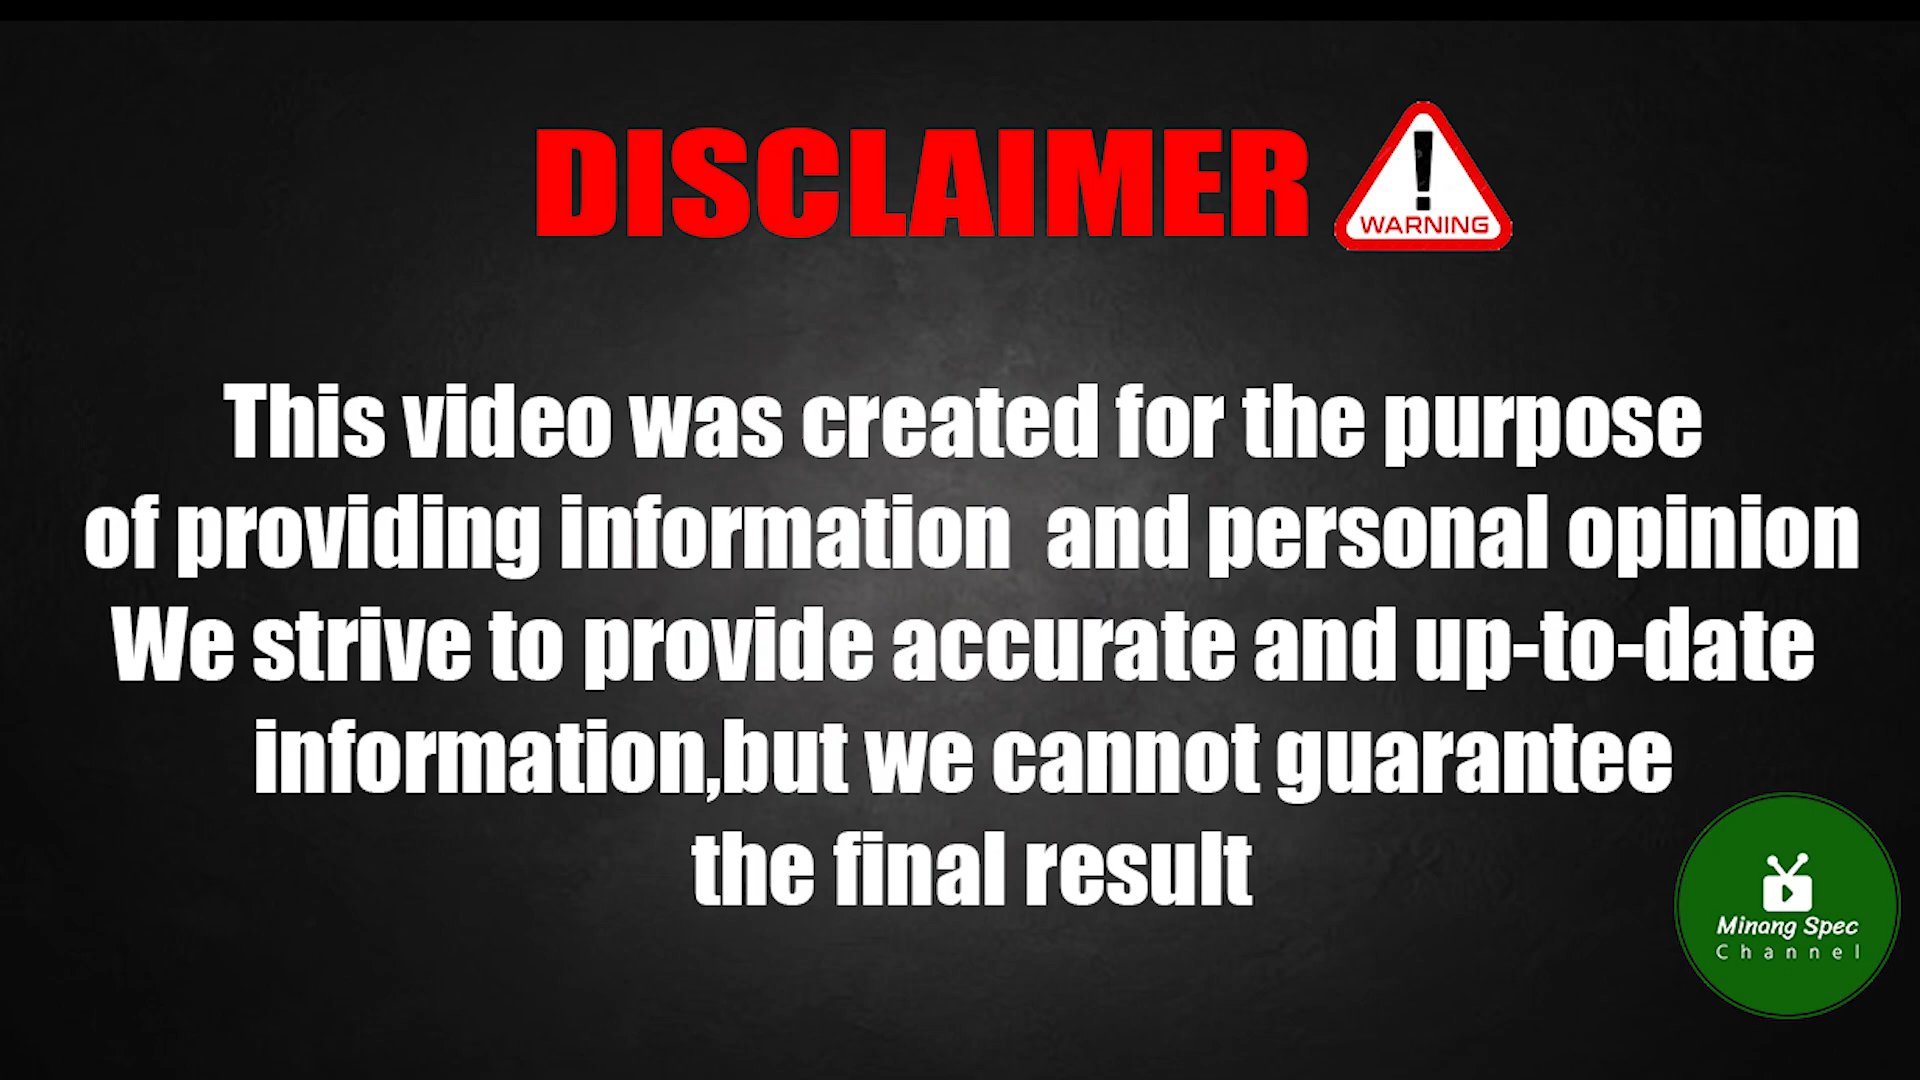 DISCLAIMER
WARNING
This video was created for the purpose
of providing information  and personal opinion
We strive to provide accurate and up-to-date
information,but we cannot guarantee
the final result
Minang Spec
Channel